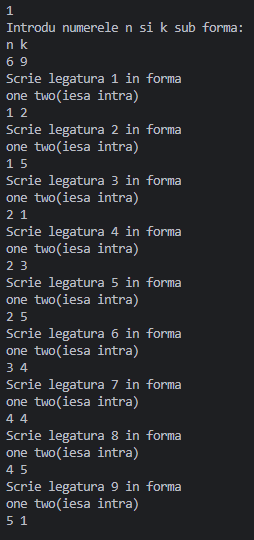 1
Introdu numerele n si k sub forma:
n k
6 9
Scrie legatura 1 in forma
one two(iesa intra)
1 2
Scrie legatura 2 in forma
one two(iesa intra)
1 5
Scrie legatura 3 in forma
one two(iesa intra)
2 1
Scrie legatura 4 in forma
one two(iesa intra)
2 3
Scrie legatura 5 in forma
one two(iesa intra)
2 5
Scrie legatura 6 in forma
one two(iesa intra)
3 4
Scrie legatura 7 in forma
one two(iesa intra)
4 4
Scrie legatura 8 in forma
one two(iesa intra)
4 5
Scrie legatura 9 in forma
one two(iesa intra)
5 1